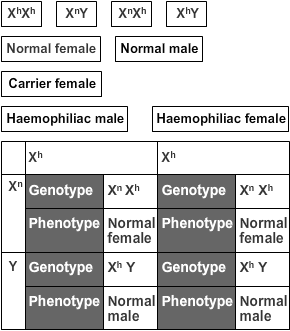 XʰXʰ XⁿY XⁿXʰ XʰY
Normal female Normal male
Carrier female
Haemophiliac male Haemophiliac female
Xʰ Xʰ
Xⁿ Genotype Xⁿ Xʰ Genotype Xⁿ Xʰ
Phenotype Normal female Phenotype Normal female
Y Genotype Xʰ Y Genotype Xʰ Y
Phenotype Normal male Phenotype Normal male